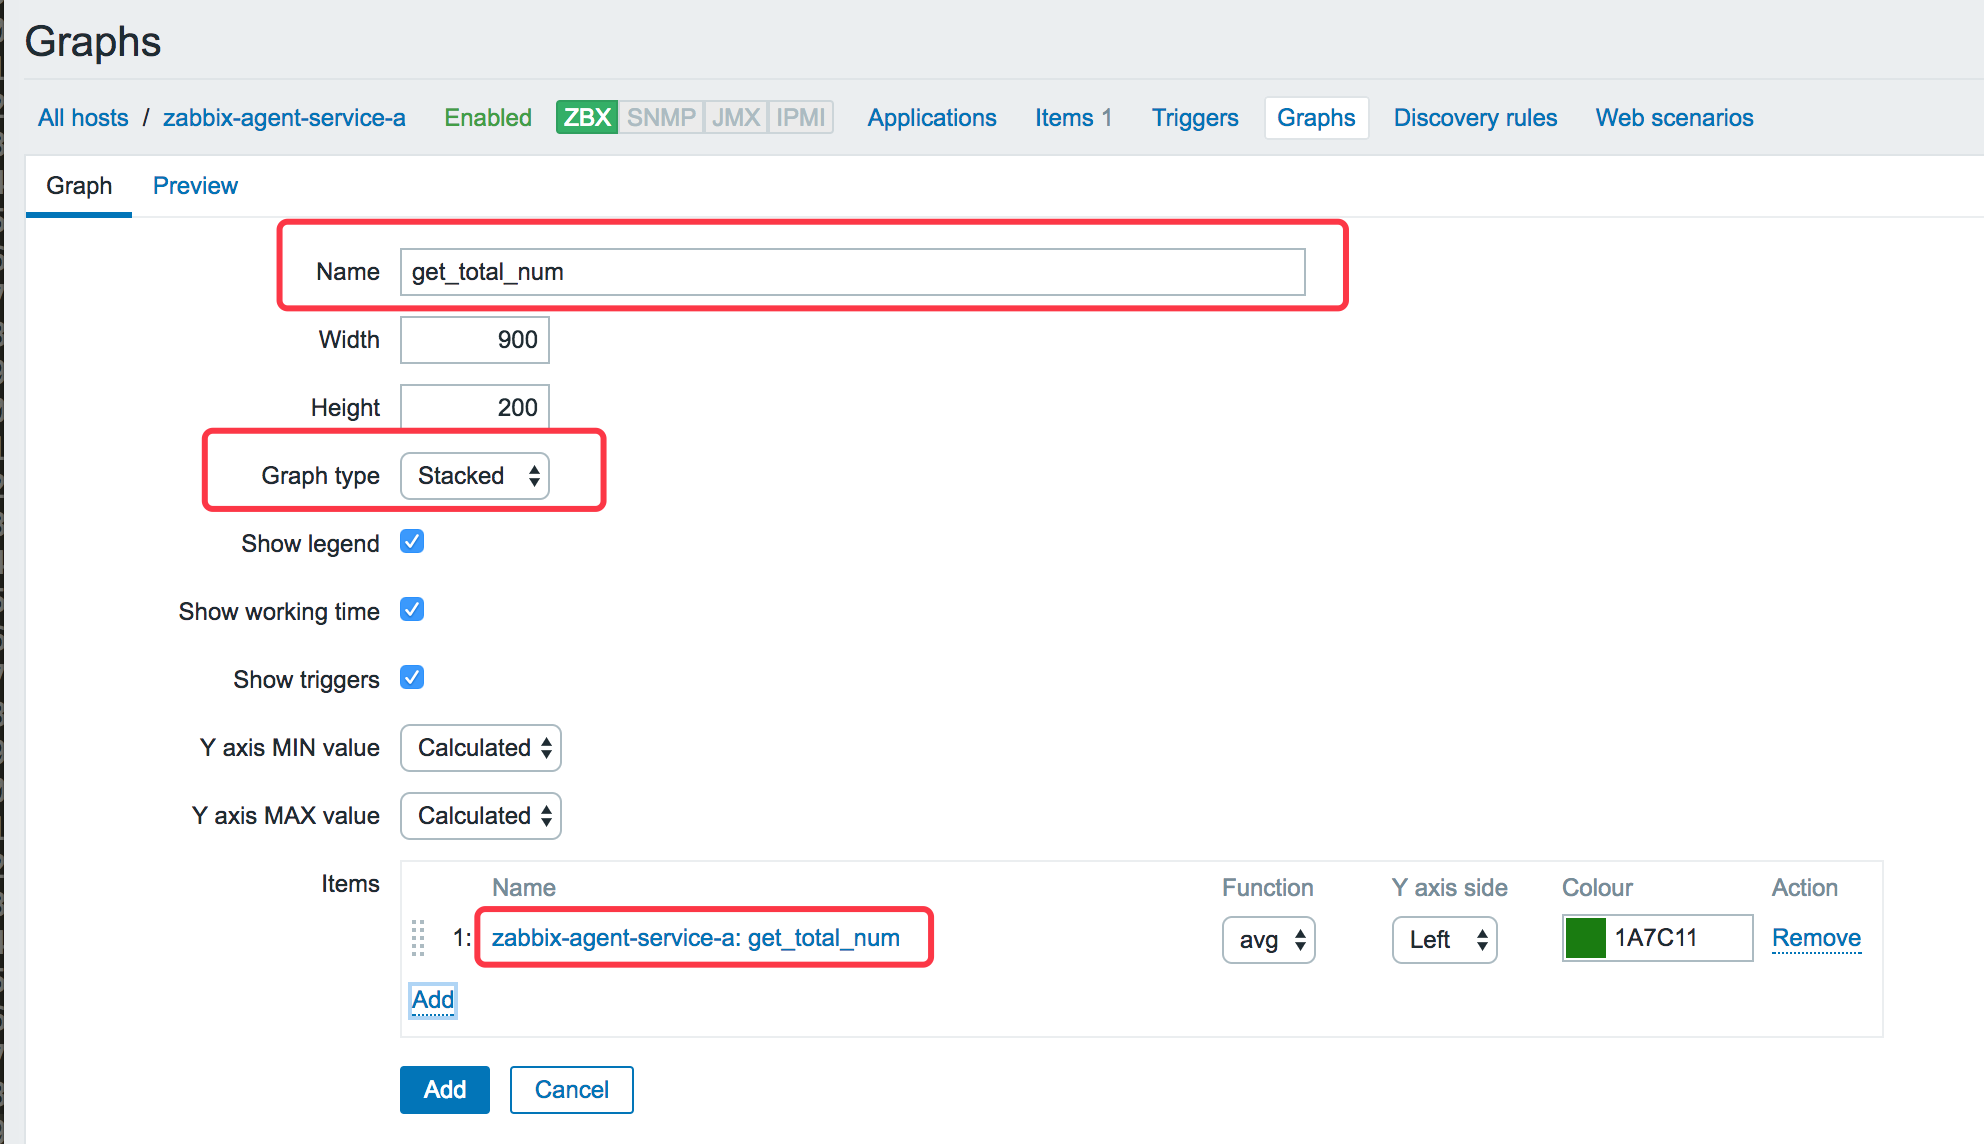 Graphs
All hosts / zabbix-agent-service-a Enabled ZBX SNMP JMX IPMI Applications Items 1 Triggers Graphs Discovery rules Web scenarios
Graph Preview
Name get_total_num
Width 900
Height 200
Graph type Stacked
Show legend
Show working time
Show triggers
Y axis MIN value Calculated
Y axis MAX value Calculated
Items Name Function Y axis side Colour Action
1: zabbix-agent-service-a: get_total_num avg Left 1A7C11 Remove
Add
Add Cancel